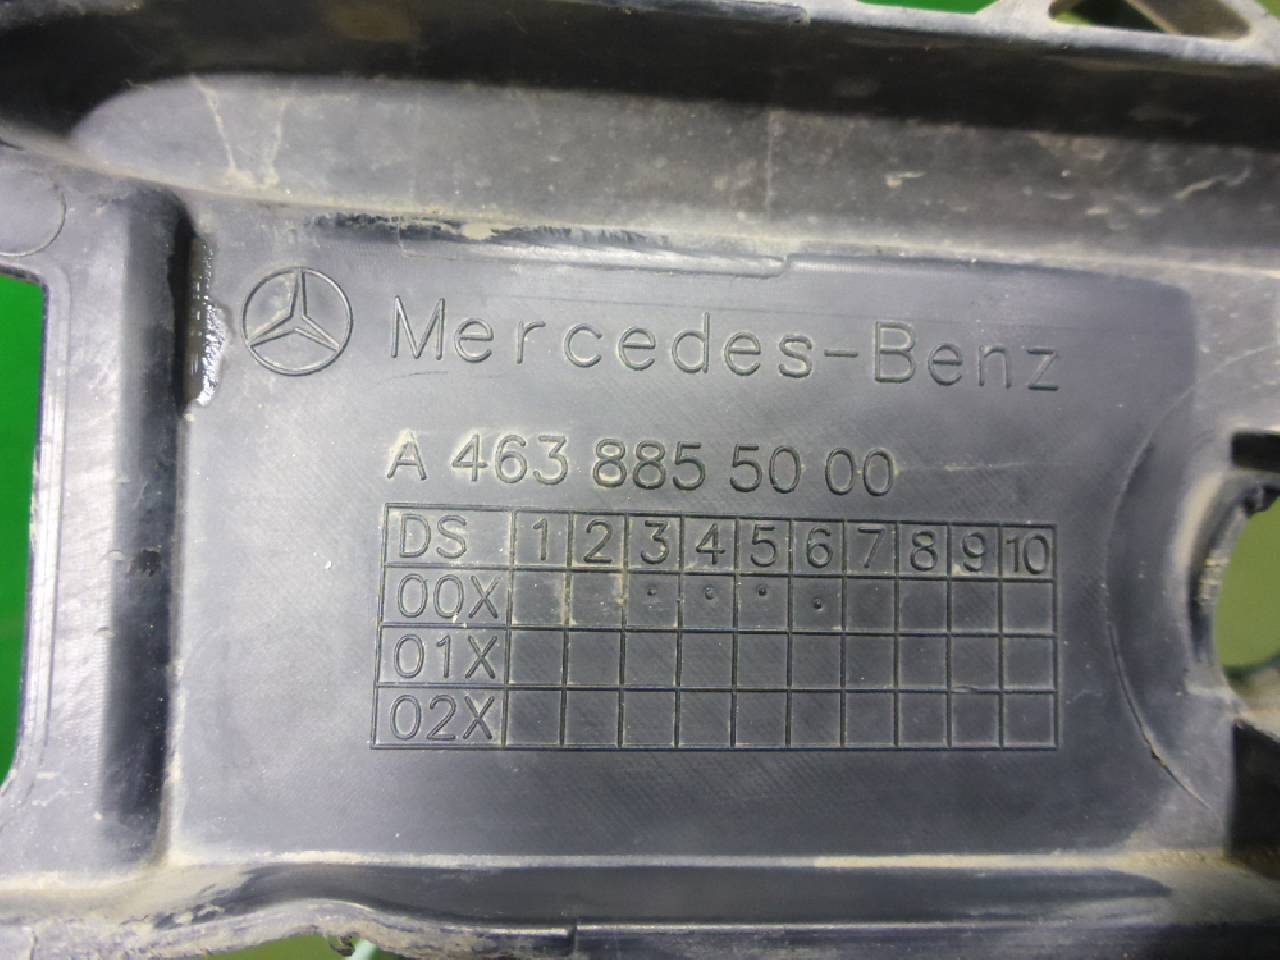 Mercedes-Benz
A 463 885 50 00
DS 1 2 3 4 5 6 7 8 9 10
00X
01X
02X